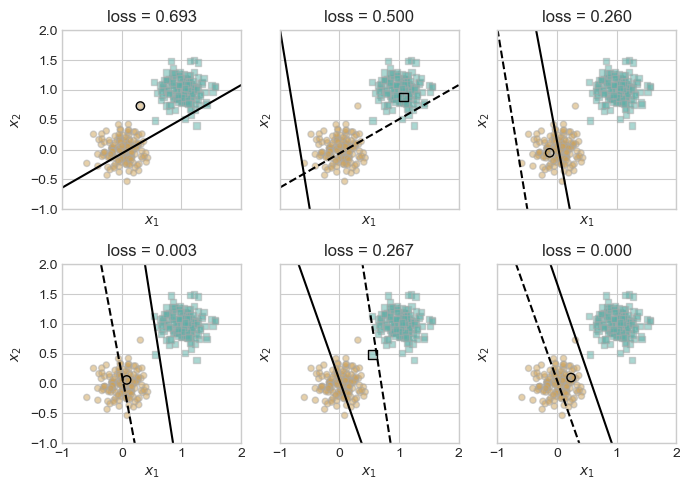 loss = 0.693
loss = 0.500
loss = 0.260
2.0
1.5
1.0
0.5
0.0
−0.5
−1.0
x₂
x₂
x₂
x₁
x₁
x₁
loss = 0.003
loss = 0.267
loss = 0.000
2.0
1.5
1.0
0.5
0.0
−0.5
−1.0
x₂
x₂
x₂
−1 0 1 2
−1 0 1 2
−1 0 1 2
x₁
x₁
x₁